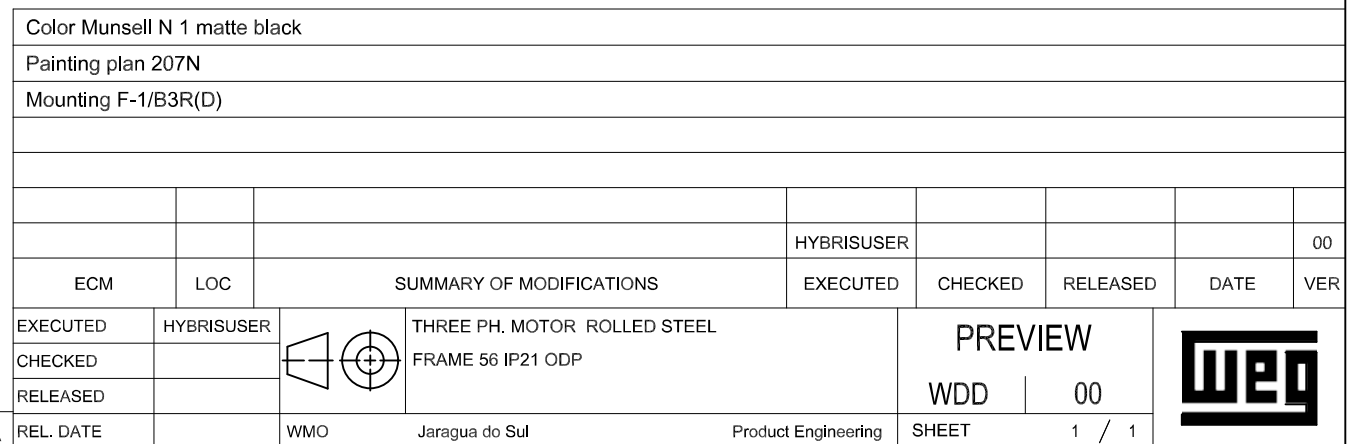 Color Munsell N 1 matte black
Painting plan 207N
Mounting F-1/B3R(D)
HYBRISUSER 00
ECM LOC SUMMARY OF MODIFICATIONS EXECUTED CHECKED RELEASED DATE VER
EXECUTED HYBRISUSER THREE PH. MOTOR ROLLED STEEL PREVIEW
CHECKED FRAME 56 IP21 ODP
RELEASED WDD 00
weg
REL. DATE WMO Jaragua do Sul Product Engineering SHEET 1 / 1